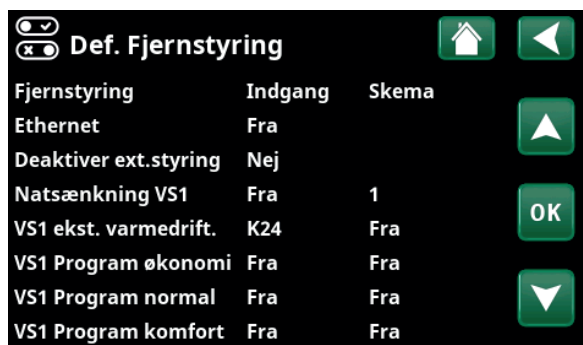 Def. Fjernstyring
Fjernstyring Indgang Skema
Ethernet Fra
Deaktiver ext.styring Nej
Natsænkning VS1 Fra 1
VS1 ekst. varmedrift. K24 Fra
VS1 Program økonomi Fra Fra
VS1 Program normal Fra Fra
VS1 Program komfort Fra Fra
OK